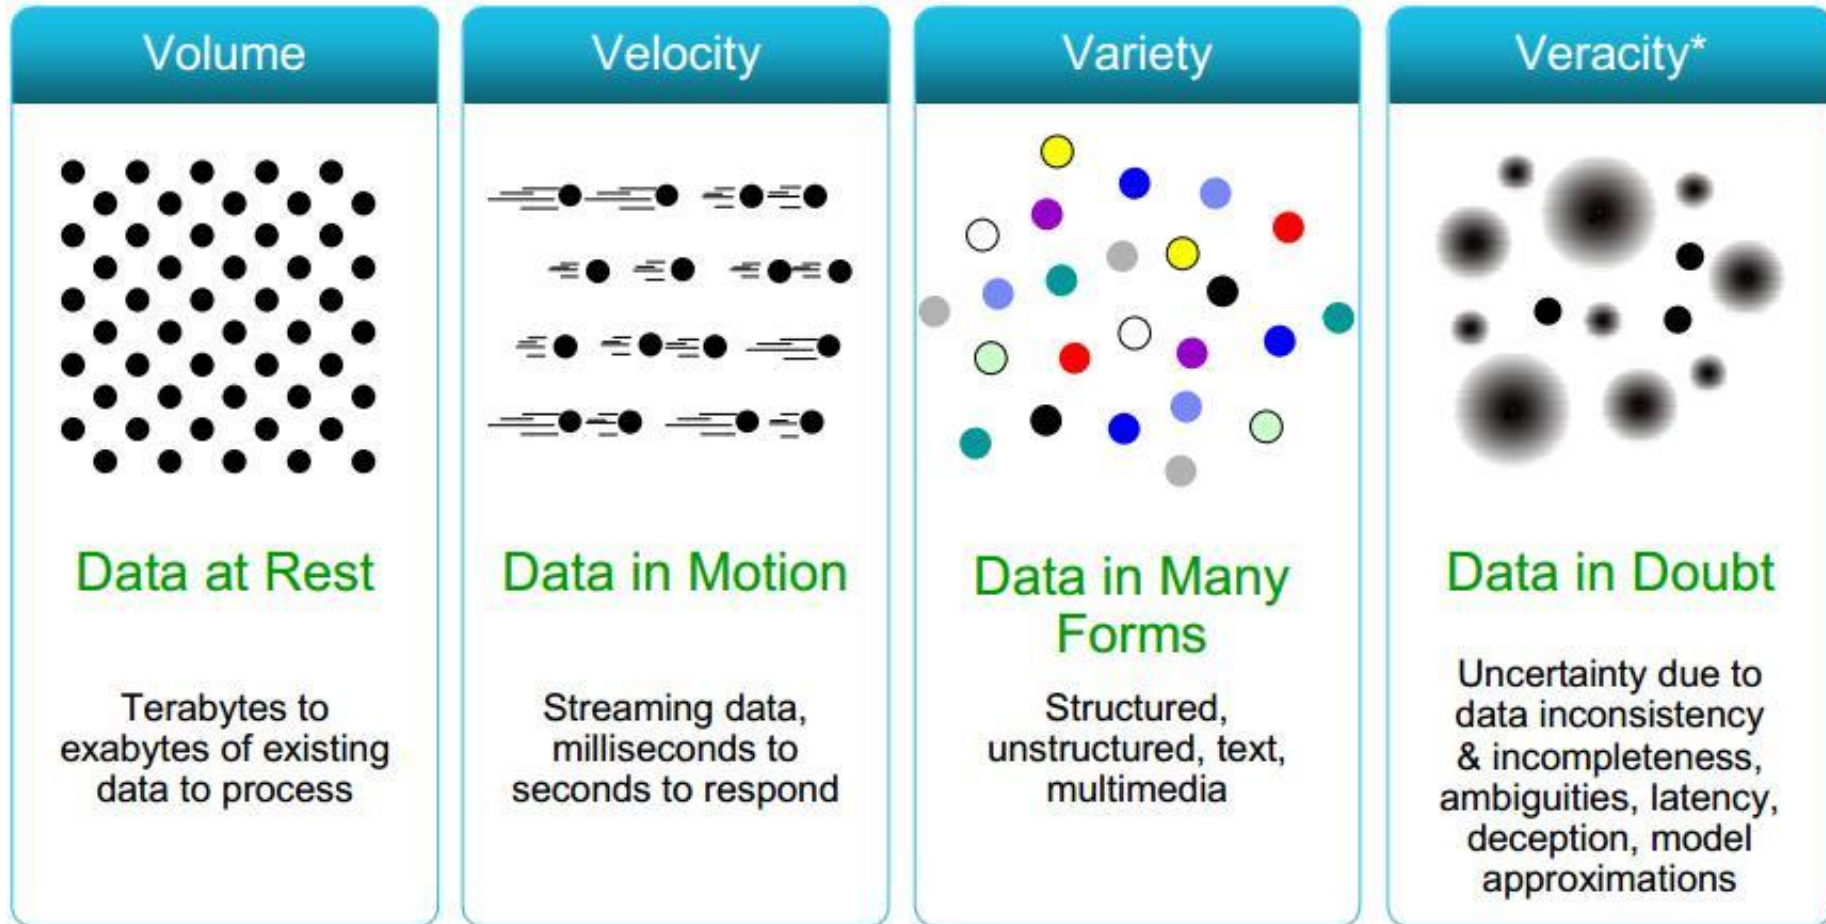 Volume
Data at Rest
Terabytes to
exabytes of existing
data to process
Velocity
Data in Motion
Streaming data,
milliseconds to
seconds to respond
Variety
Data in Many
Forms
Structured,
unstructured, text,
multimedia
Veracity*
Data in Doubt
Uncertainty due to
data inconsistency
& incompleteness,
ambiguities, latency,
deception, model
approximations